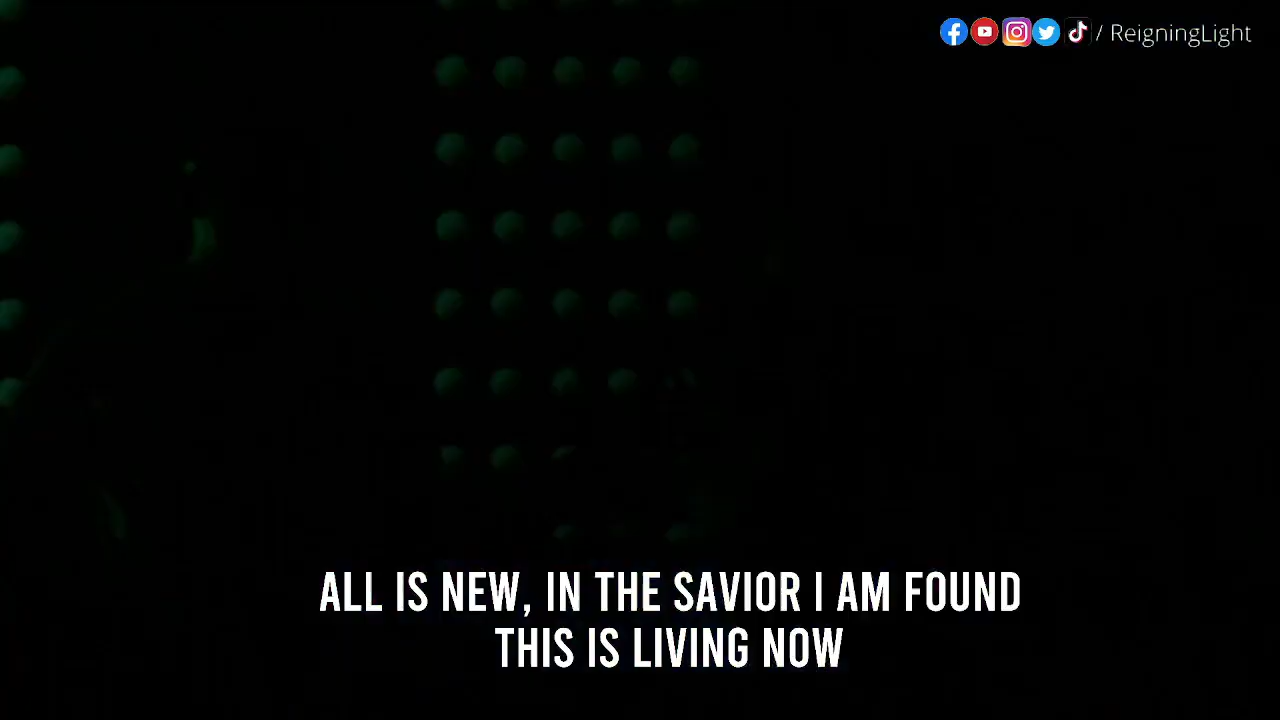 / ReigningLight
ALL IS NEW, IN THE SAVIOR I AM FOUND
THIS IS LIVING NOW